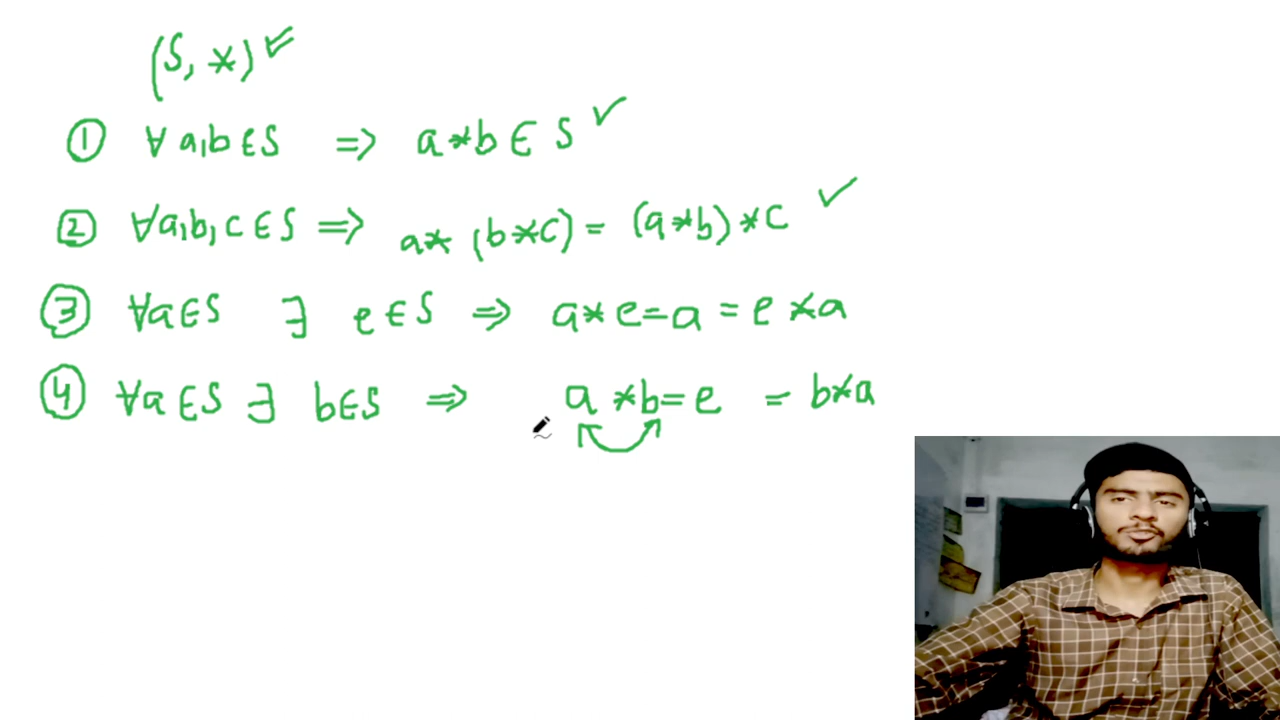 (S, *)
① ∀ a,b ∈ S ⇒ a*b ∈ S
② ∀a,b,c ∈ S ⇒ a*(b*c) = (a*b)*c
③ ∀a∈S ∃ e∈S ⇒ a*e=a = e*a
④ ∀a∈S ∃ b∈S ⇒ a*b=e = b*a